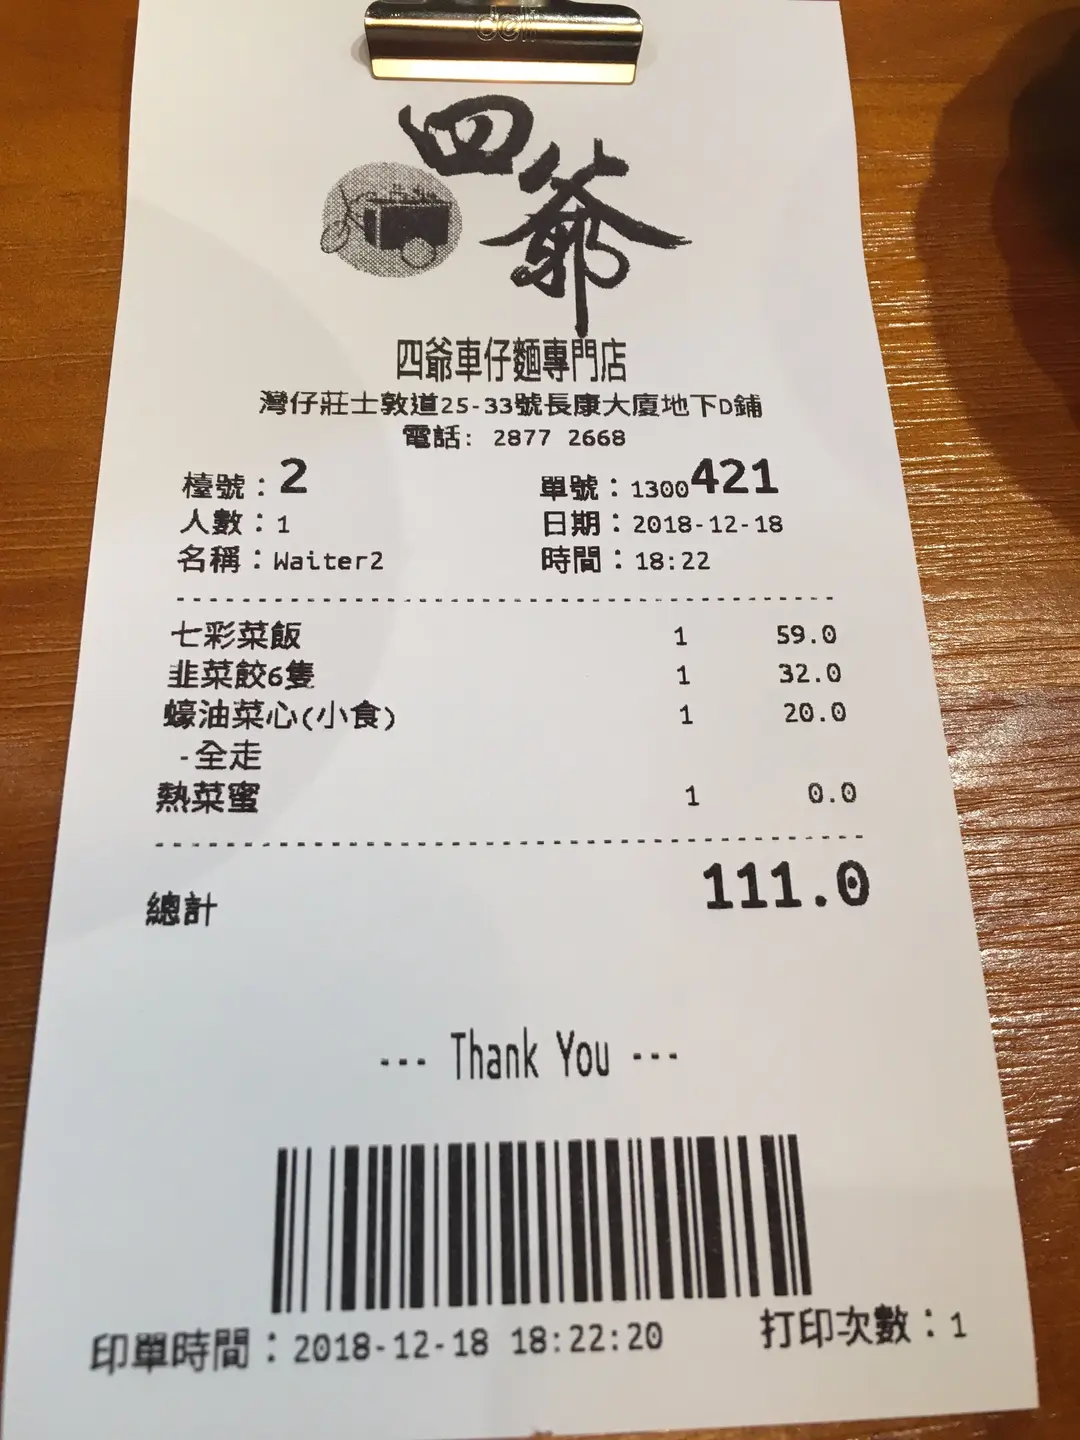 deli
四爺
四爺車仔麵專門店
灣仔莊士敦道25-33號長康大廈地下D鋪
電話: 2877 2668
檯號：2 單號：1300421
人數：1 日期：2018-12-18
名稱：Waiter2 時間：18:22
七彩菜飯 1 59.0
韭菜餃6隻 1 32.0
蠔油菜心(小食) 1 20.0
-全走
熱菜蜜 1 0.0
總計 111.0
--- Thank You ---
印單時間：2018-12-18 18:22:20 打印次數：1